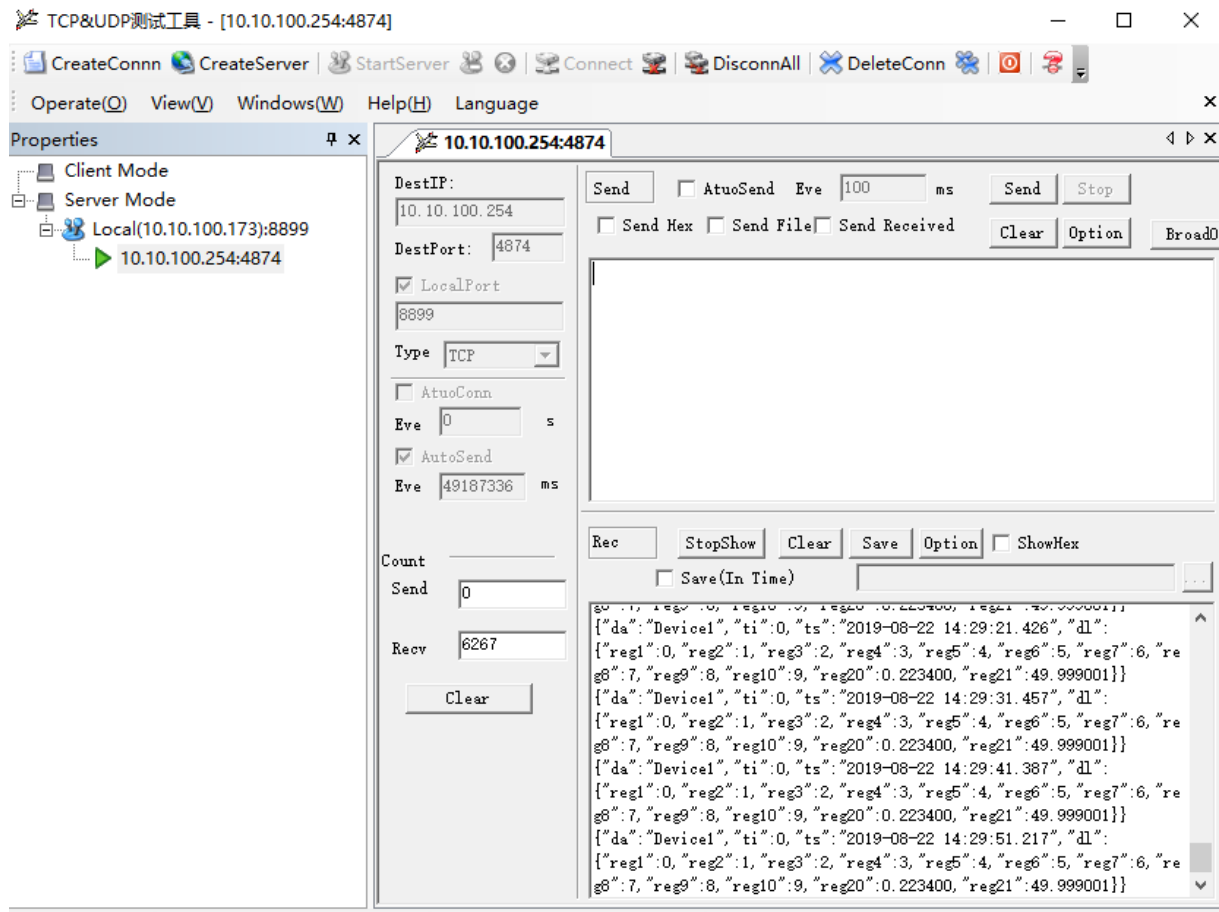 TCP&UDP测试工具 - [10.10.100.254:4874]
CreateConnn CreateServer StartServer Connect DisconnAll DeleteConn
Operate(O) View(V) Windows(W) Help(H) Language
Properties
Client Mode
Server Mode
Local(10.10.100.173):8899
10.10.100.254:4874
10.10.100.254:4874
DestIP:
10.10.100.254
DestPort: 4874
LocalPort
8899
Type TCP
AtuoConn
Eve 0 s
AutoSend
Eve 49187336 ms
Count
Send 0
Recv 6267
Clear
Send AtuoSend Eve 100 ms Send Stop
Send Hex Send File Send Received Clear Option BroadO
Rec StopShow Clear Save Option ShowHex
Save(In Time) ...
g8":7, "reg9":8, "reg10":9, "reg20":0.223400, "reg21":49.999001}}
{"da":"Device1", "ti":0, "ts":"2019-08-22 14:29:21.426", "dl":
{"reg1":0, "reg2":1, "reg3":2, "reg4":3, "reg5":4, "reg6":5, "reg7":6, "re
g8":7, "reg9":8, "reg10":9, "reg20":0.223400, "reg21":49.999001}}
{"da":"Device1", "ti":0, "ts":"2019-08-22 14:29:31.457", "dl":
{"reg1":0, "reg2":1, "reg3":2, "reg4":3, "reg5":4, "reg6":5, "reg7":6, "re
g8":7, "reg9":8, "reg10":9, "reg20":0.223400, "reg21":49.999001}}
{"da":"Device1", "ti":0, "ts":"2019-08-22 14:29:41.387", "dl":
{"reg1":0, "reg2":1, "reg3":2, "reg4":3, "reg5":4, "reg6":5, "reg7":6, "re
g8":7, "reg9":8, "reg10":9, "reg20":0.223400, "reg21":49.999001}}
{"da":"Device1", "ti":0, "ts":"2019-08-22 14:29:51.217", "dl":
{"reg1":0, "reg2":1, "reg3":2, "reg4":3, "reg5":4, "reg6":5, "reg7":6, "re
g8":7, "reg9":8, "reg10":9, "reg20":0.223400, "reg21":49.999001}}